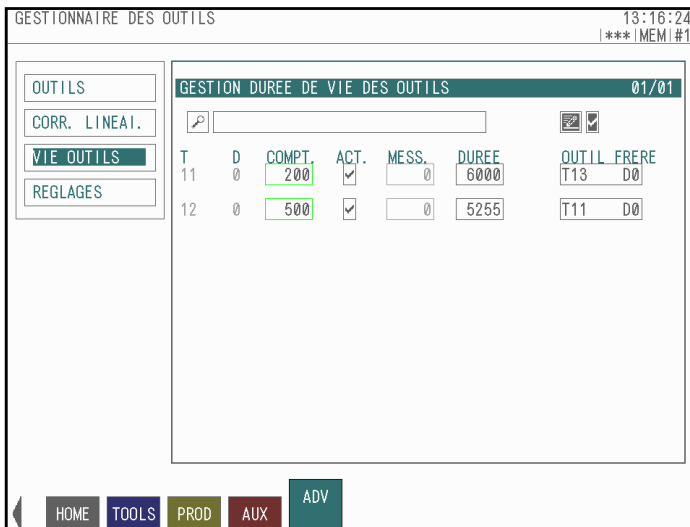 GESTIONNAIRE DES OUTILS 13:16:24
|***|MEM|#1
OUTILS
CORR. LINEAI.
VIE OUTILS
REGLAGES
GESTION DUREE DE VIE DES OUTILS 01/01
T D COMPT. ACT. MESS. DUREE OUTIL FRERE
11 0 200 0 6000 T13 D0
12 0 500 0 5255 T11 D0
HOME TOOLS PROD AUX ADV